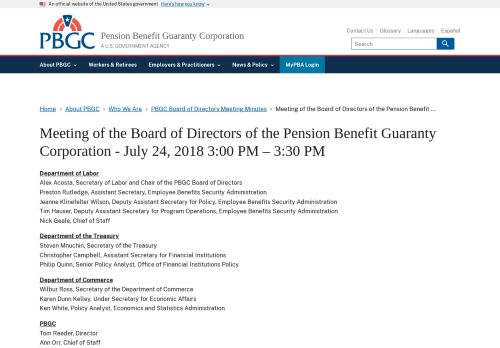 An official website of the United States government Here's how you know
PBGC
Pension Benefit Guaranty Corporation
A U.S. GOVERNMENT AGENCY
Contact Us Glossary Languages Español
Search
About PBGC Workers & Retirees Employers & Practitioners News & Policy MyPBA Login
Home › About PBGC › Who We Are › PBGC Board of Directors Meeting Minutes › Meeting of the Board of Directors of the Pension Benefit ...
Meeting of the Board of Directors of the Pension Benefit Guaranty
Corporation - July 24, 2018 3:00 PM – 3:30 PM
Department of Labor
Alex Acosta, Secretary of Labor and Chair of the PBGC Board of Directors
Preston Rutledge, Assistant Secretary, Employee Benefits Security Administration
Jeanne Klinefelter Wilson, Deputy Assistant Secretary for Policy, Employee Benefits Security Administration
Tim Hauser, Deputy Assistant Secretary for Program Operations, Employee Benefits Security Administration
Nick Geale, Chief of Staff
Department of the Treasury
Steven Mnuchin, Secretary of the Treasury
Christopher Campbell, Assistant Secretary for Financial Institutions
Philip Quinn, Senior Policy Analyst, Office of Financial Institutions Policy
Department of Commerce
Wilbur Ross, Secretary of the Department of Commerce
Karen Dunn Kelley, Under Secretary for Economic Affairs
Ken White, Policy Analyst, Economics and Statistics Administration
PBGC
Tom Reeder, Director
Ann Orr, Chief of Staff